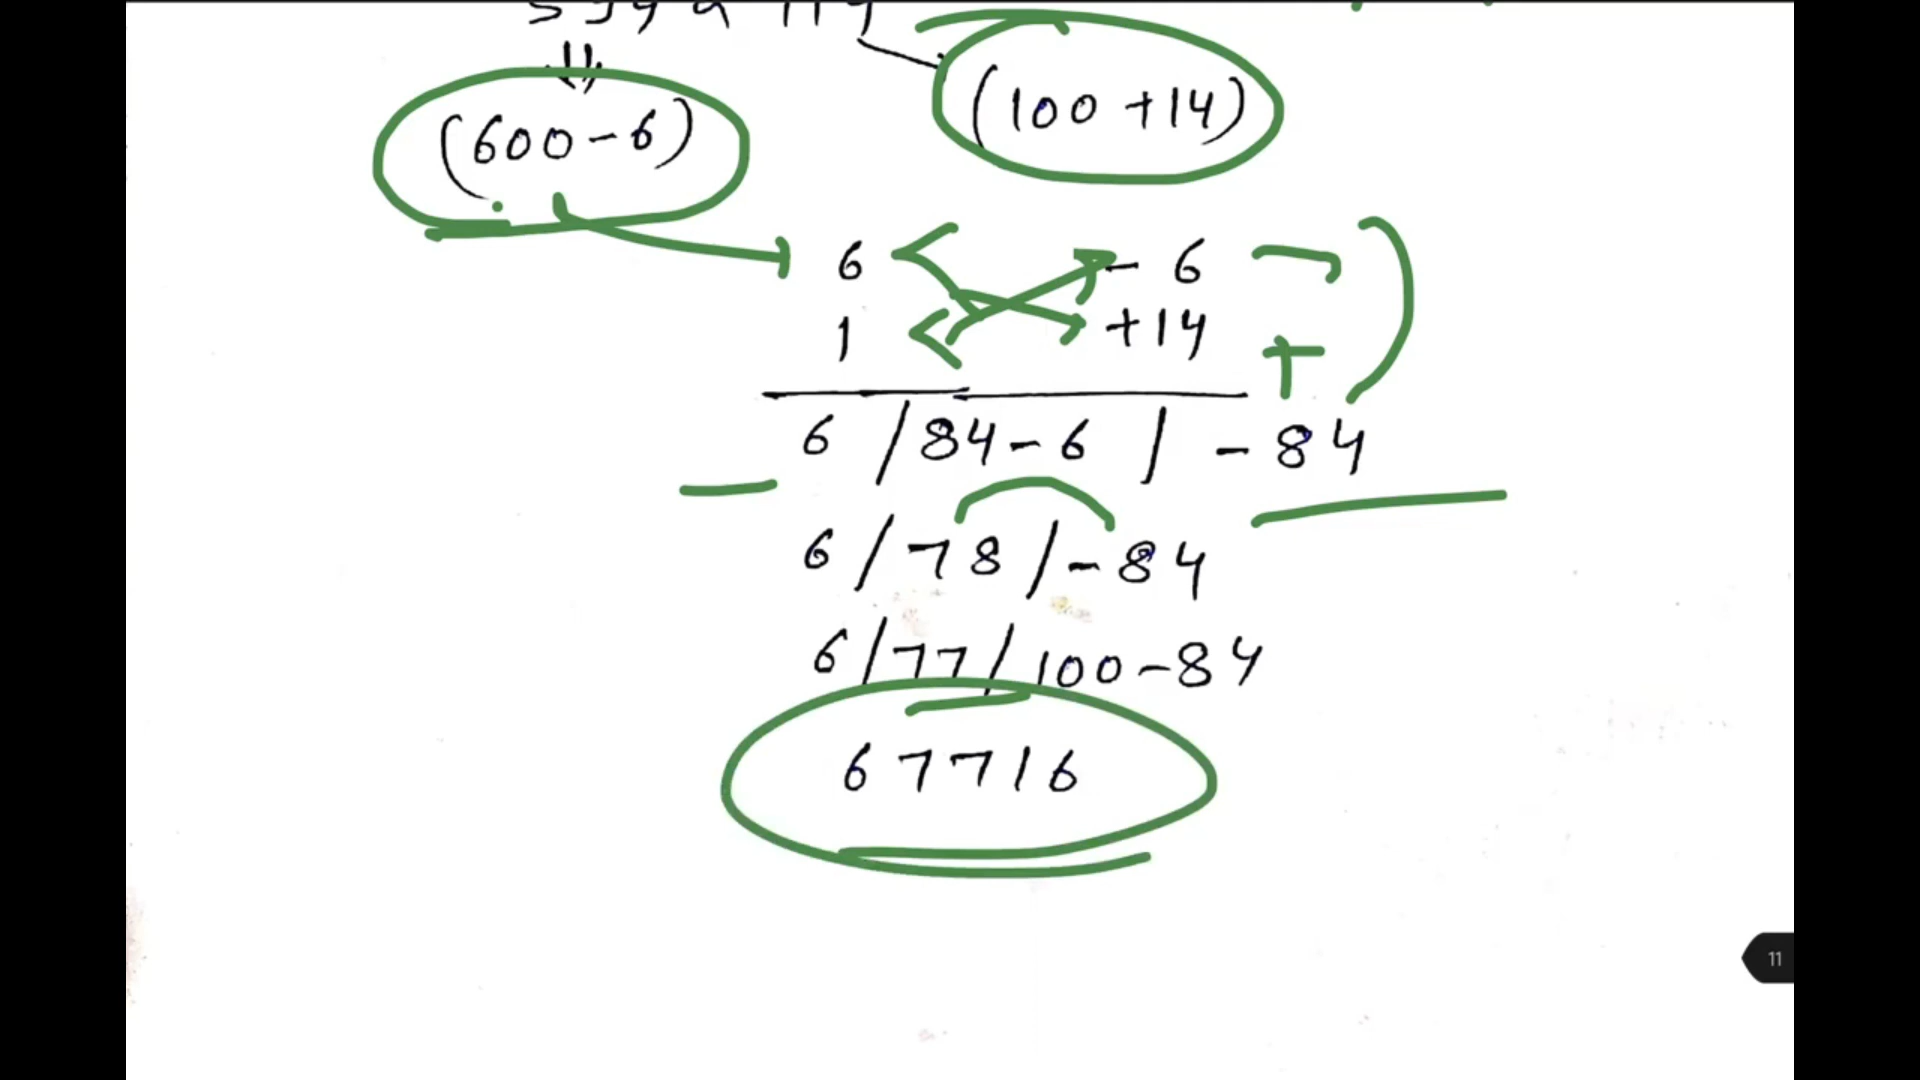 (600-6)
(100+14)
6 - 6
1 +14
6 / 84-6 / - 84
+
6 / 78 / - 84
6 / 77 / 100-84
67716
11